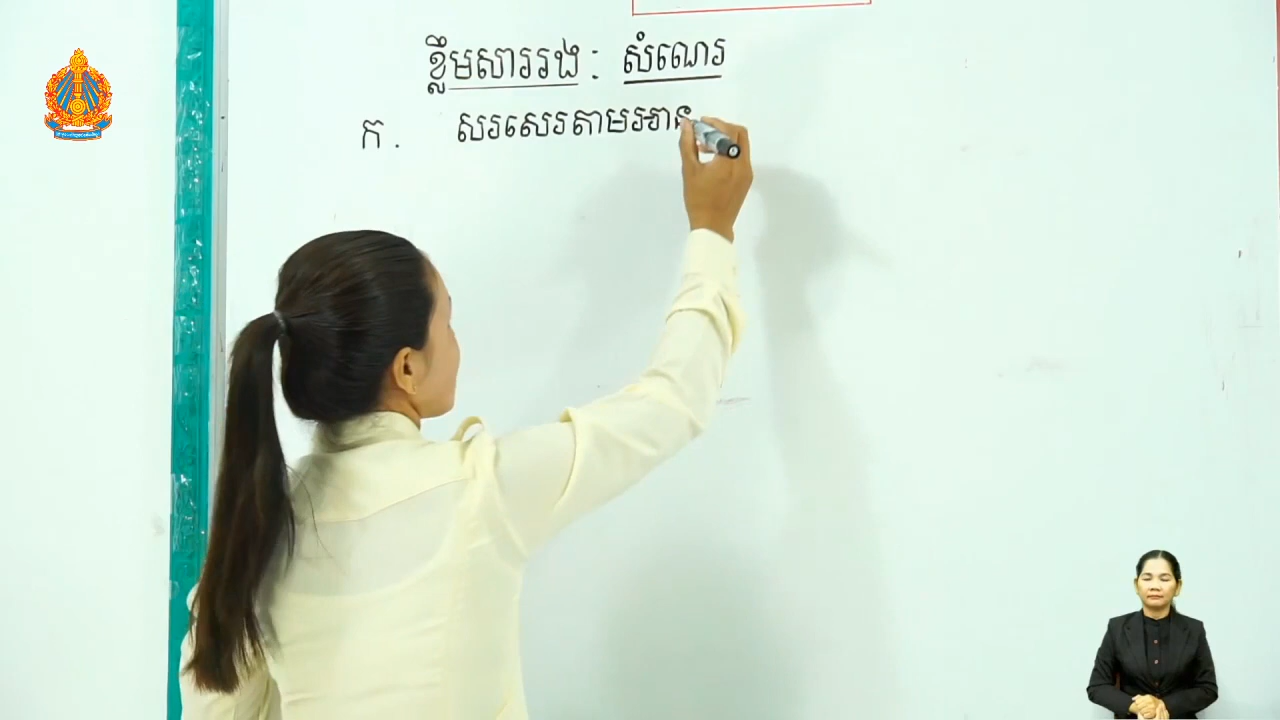 ខ្លឹមសាររង : សំណេរ
ក . សរសេរតាមអាន